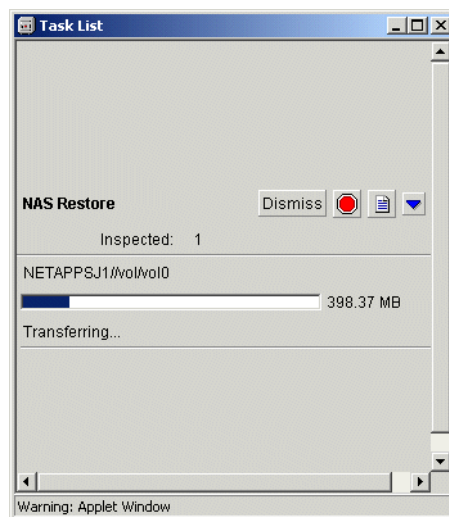 Task List
NAS Restore
Dismiss
Inspected: 1
NETAPPSJ1//vol/vol0
398.37 MB
Transferring...
Warning: Applet Window